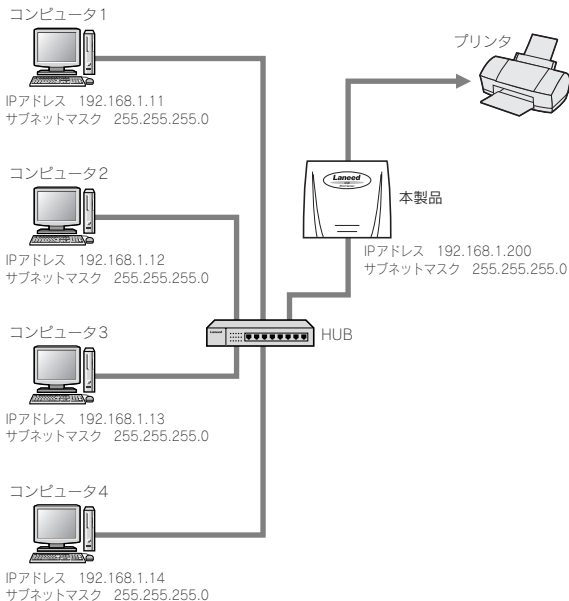 コンピュータ1
IPアドレス 192.168.1.11
サブネットマスク 255.255.255.0
プリンタ
Laneed
本製品
IPアドレス 192.168.1.200
サブネットマスク 255.255.255.0
コンピュータ2
IPアドレス 192.168.1.12
サブネットマスク 255.255.255.0
Laneed
HUB
コンピュータ3
IPアドレス 192.168.1.13
サブネットマスク 255.255.255.0
コンピュータ4
IPアドレス 192.168.1.14
サブネットマスク 255.255.255.0